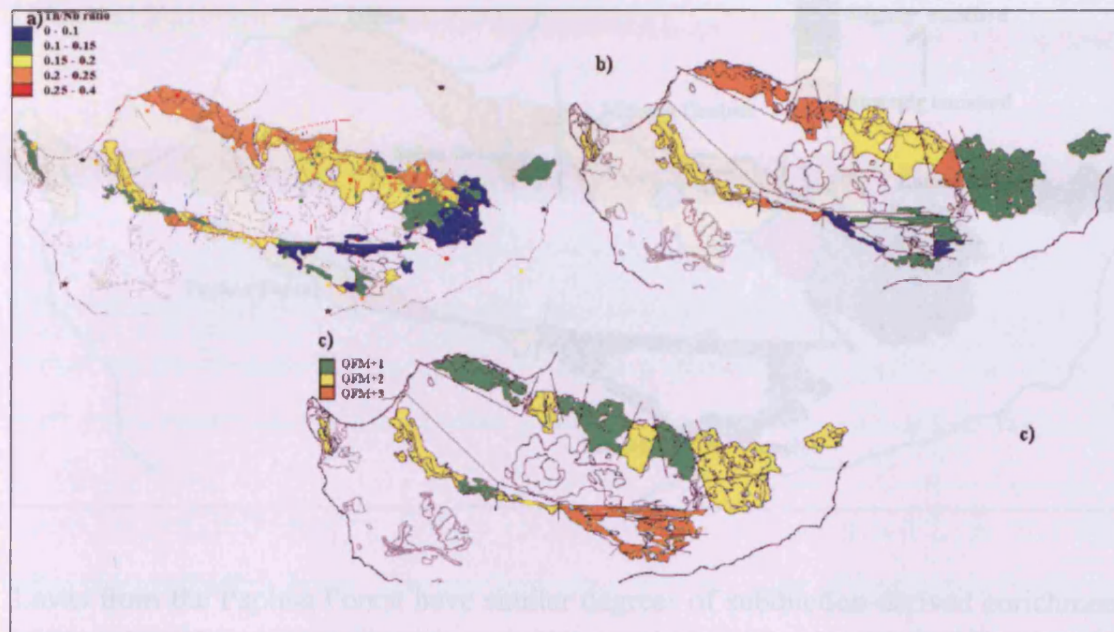 a) Th/Nb ratio
0 - 0.1
0.1 - 0.15
0.15 - 0.2
0.2 - 0.25
0.25 - 0.4
b)
c)
QFM+1
QFM+2
QFM+3
c)
Lavas from the Paphos Forest have similar degrees of subduction-derived enrichment